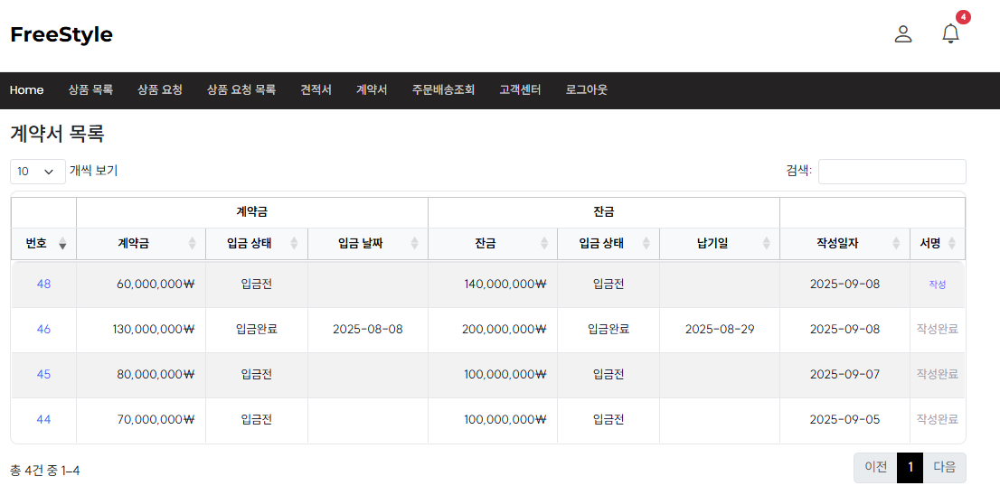 FreeStyle
4
Home 상품 목록 상품 요청 상품 요청 목록 견적서 계약서 주문배송조회 고객센터 로그아웃
계약서 목록
10 개씩 보기 검색:
계약금 잔금
번호 계약금 입금 상태 입금 날짜 잔금 입금 상태 납기일 작성일자 서명
48 60,000,000₩ 입금전 140,000,000₩ 입금전 2025-09-08 작성
46 130,000,000₩ 입금완료 2025-08-08 200,000,000₩ 입금완료 2025-08-29 2025-09-08 작성완료
45 80,000,000₩ 입금전 100,000,000₩ 입금전 2025-09-07 작성완료
44 70,000,000₩ 입금전 100,000,000₩ 입금전 2025-09-05 작성완료
총 4건 중 1–4 이전 1 다음